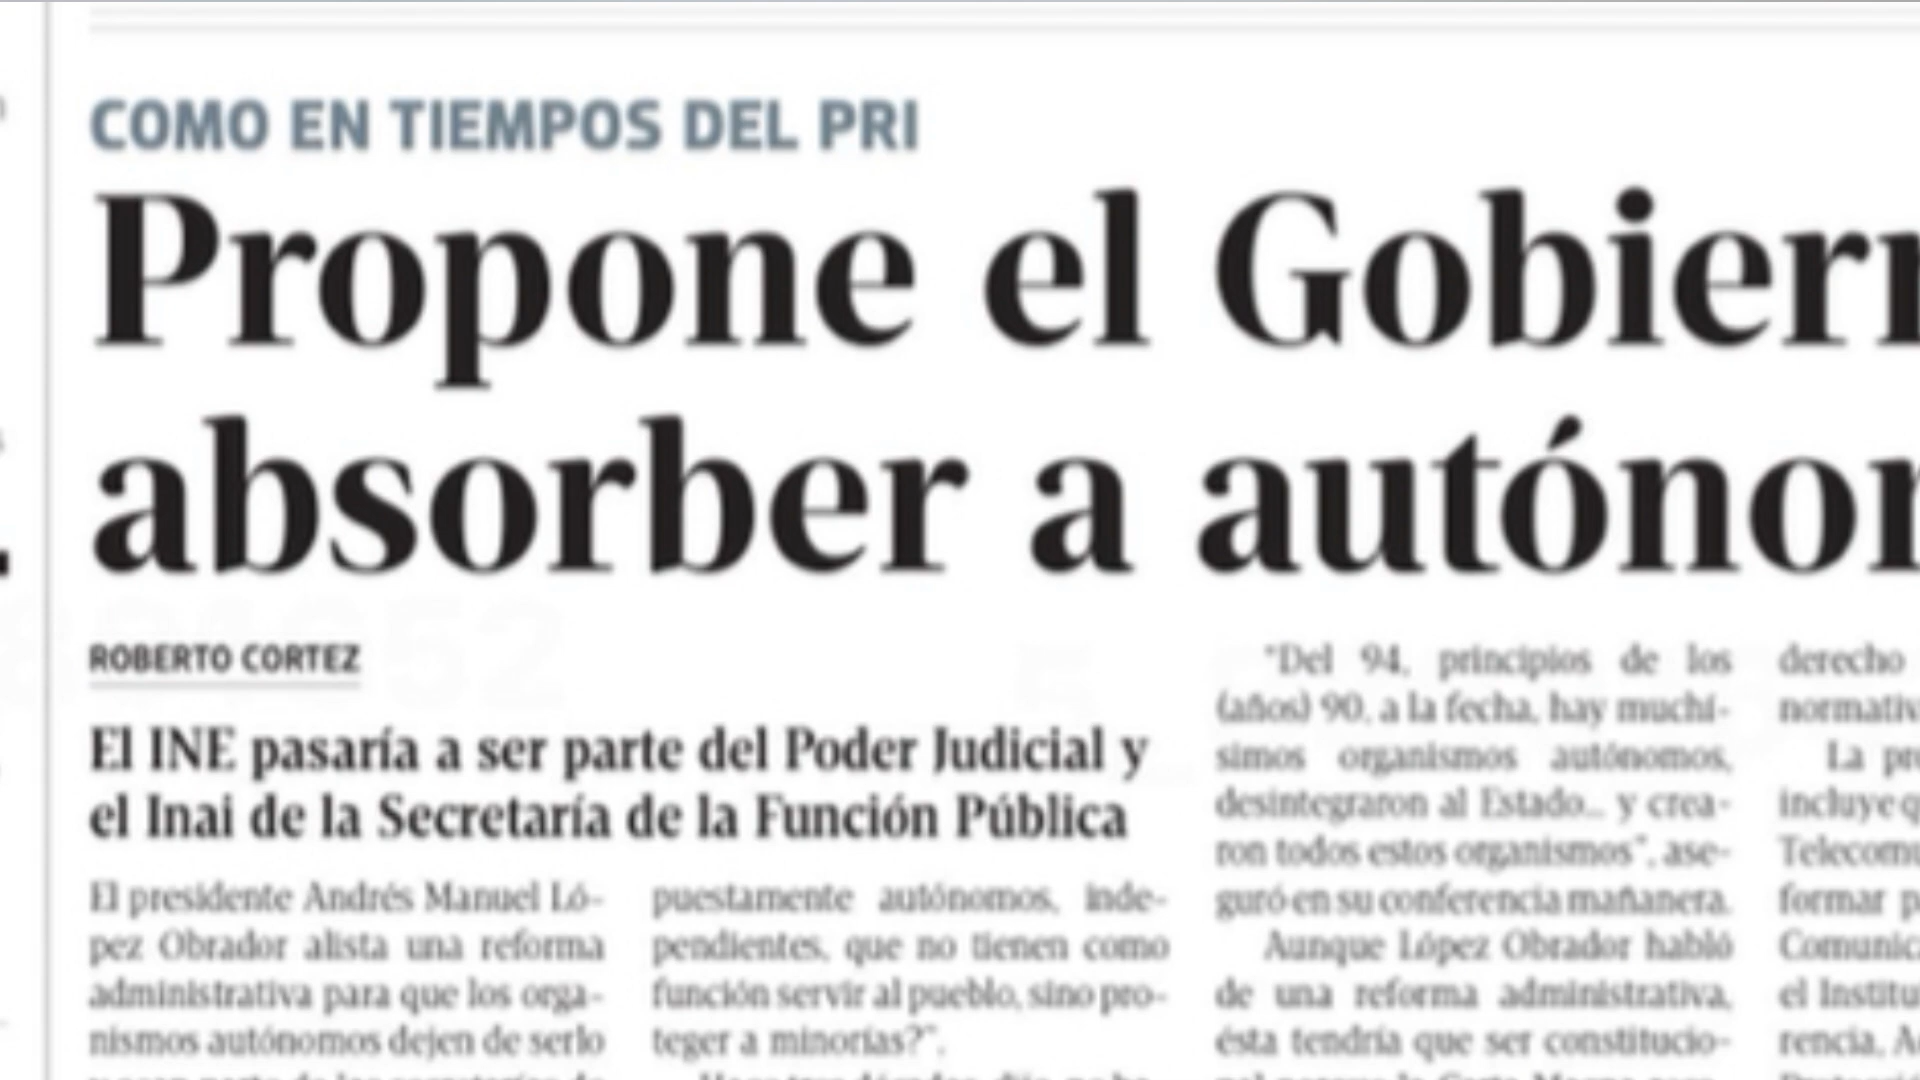 COMO EN TIEMPOS DEL PRI
Propone el Gobiern
absorber a autónom
ROBERTO CORTEZ
El INE pasaría a ser parte del Poder Judicial y
el Inai de la Secretaría de la Función Pública
El presidente Andrés Manuel Ló-
pez Obrador alista una reforma
administrativa para que los orga-
nismos autónomos dejen de serlo
puestamente autónomos, inde-
pendientes, que no tienen como
función servir al pueblo, sino pro-
teger a minorías?".
"Del 94, principios de los
(años) 90, a la fecha, hay muchí-
simos organismos autónomos,
desintegraron al Estado... y crea-
ron todos estos organismos", ase-
guró en su conferencia mañanera.
Aunque López Obrador habló
de una reforma administrativa,
ésta tendría que ser constitucio-
derecho
normativ
La pr
incluye q
Telecomu
formar p
Comunic
el Institu
rencia, A